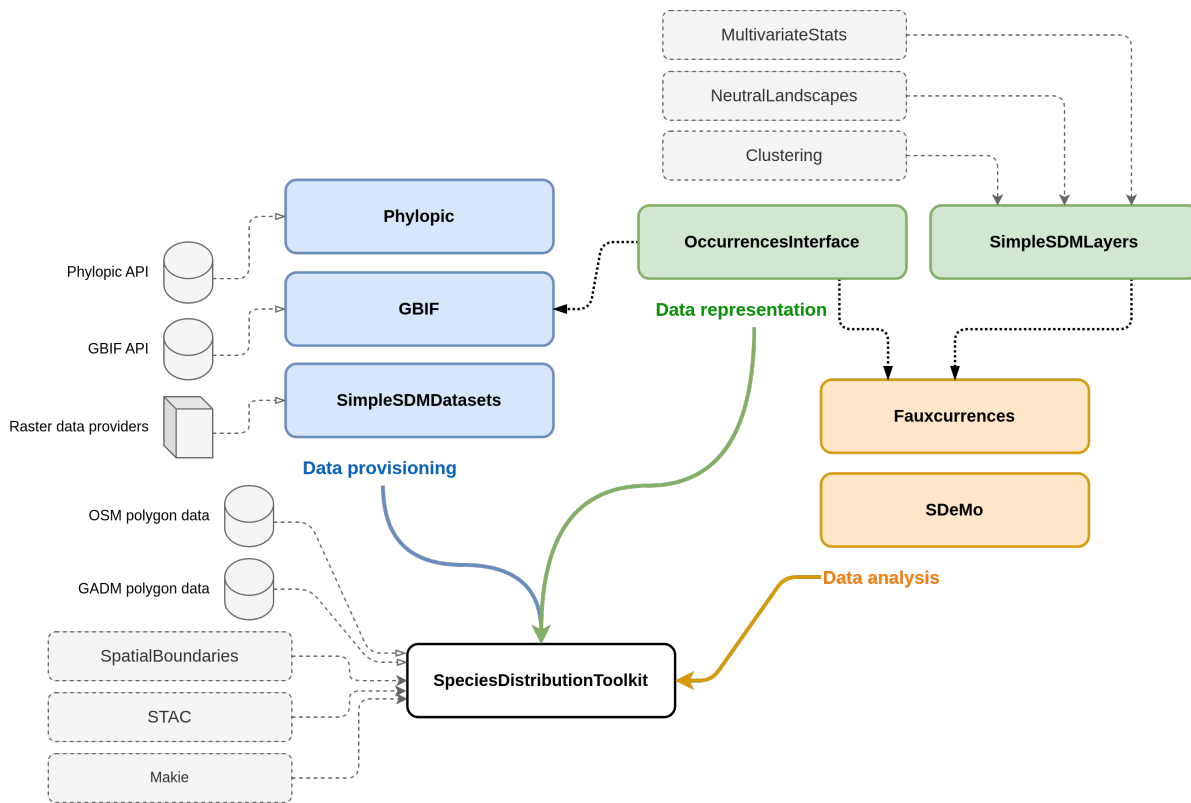 MultivariateStats
NeutralLandscapes
Clustering
Phylopic
OccurrencesInterface
SimpleSDMLayers
Phylopic API
GBIF
Data representation
GBIF API
SimpleSDMDatasets
Fauxcurrences
Raster data providers
Data provisioning
SDeMo
OSM polygon data
Data analysis
GADM polygon data
SpatialBoundaries
SpeciesDistributionToolkit
STAC
Makie